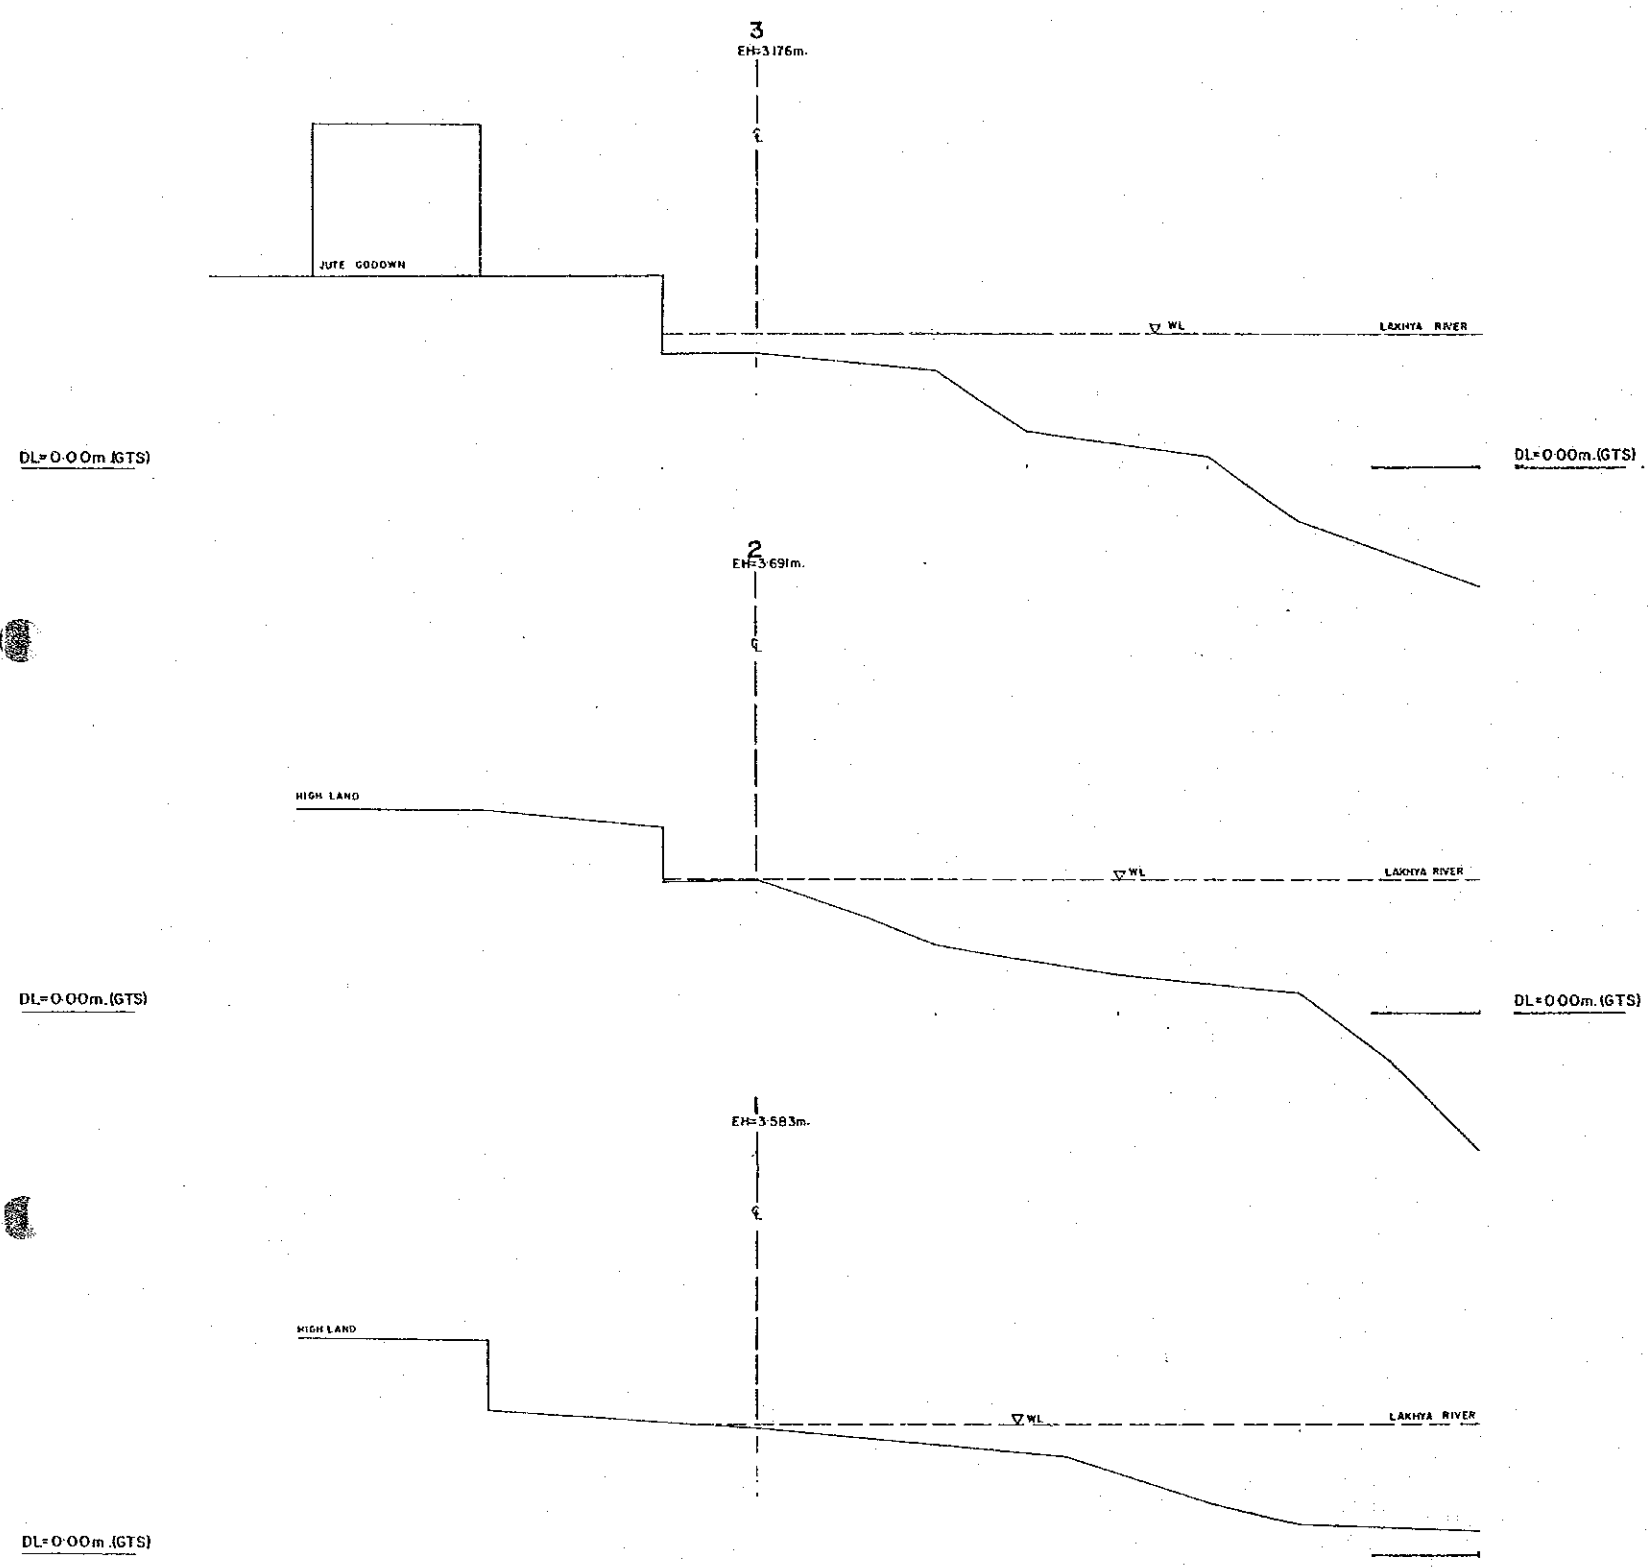 3
EH=3.176m.
℄
JUTE GODOWN
WL
LAKHYA RIVER
DL=0.00m.(GTS)
DL=0.00m.(GTS)
2
EH=3.691m.
℄
HIGH LAND
WL
LAKHYA RIVER
DL=0.00m.(GTS)
DL=0.00m.(GTS)
EH=3.583m.
℄
HIGH LAND
WL
LAKHYA RIVER
DL=0.00m.(GTS)